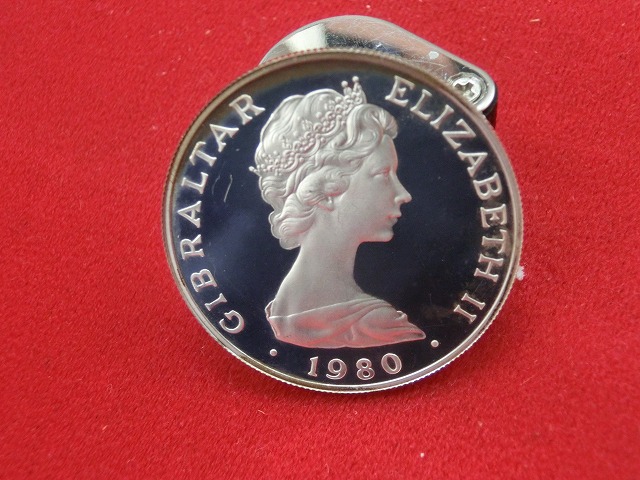 GIBRALTAR
ELIZABETH II
· 1980 ·